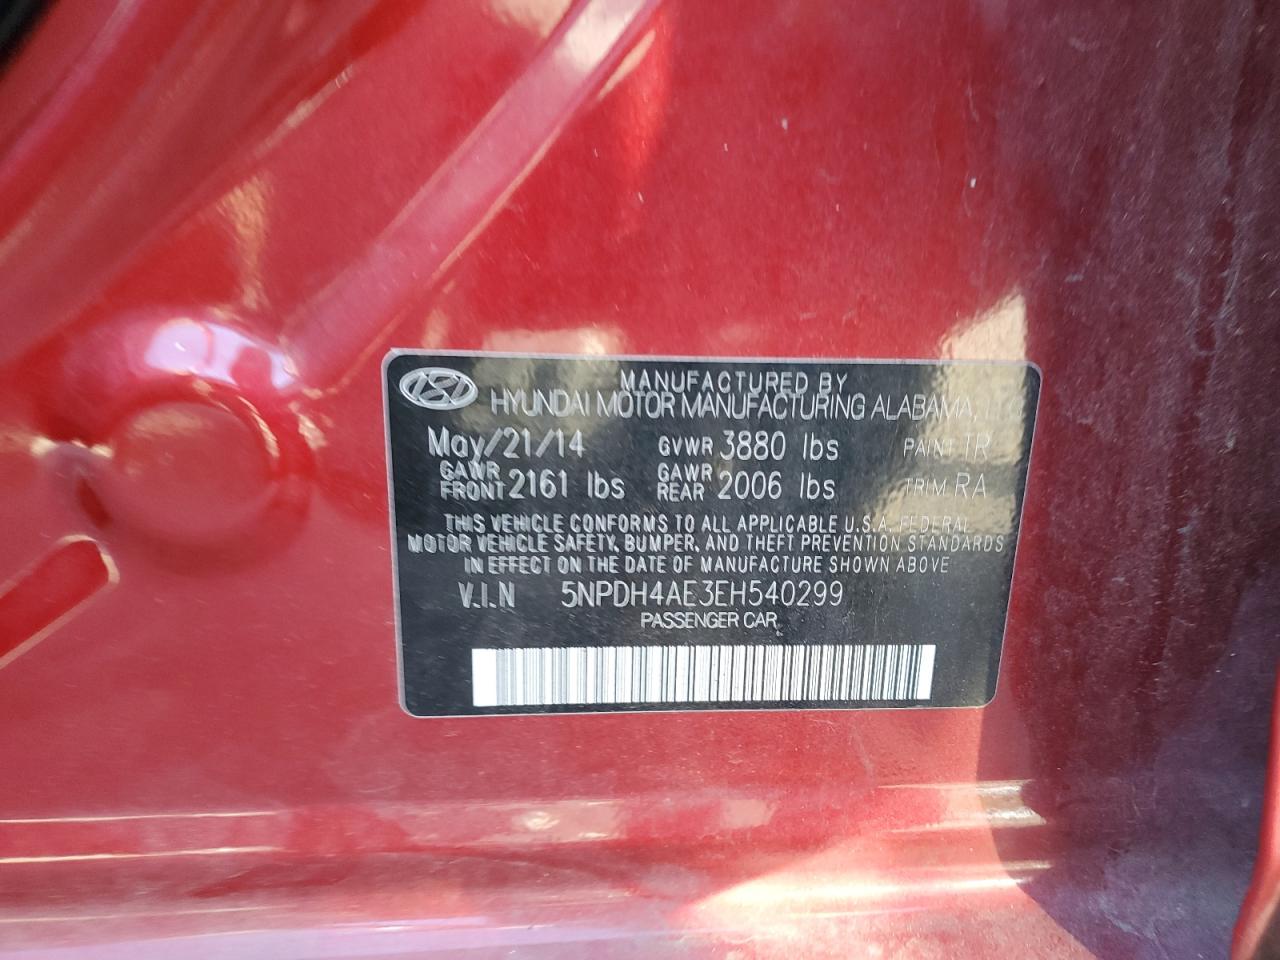 MANUFACTURED BY
HYUNDAI MOTOR MANUFACTURING ALABAMA,
May/21/14 GVWR 3880 lbs PAINT TR
GAWR FRONT 2161 lbs GAWR REAR 2006 lbs TRIM RA
THIS VEHICLE CONFORMS TO ALL APPLICABLE U.S.A. FEDERAL
MOTOR VEHICLE SAFETY, BUMPER, AND THEFT PREVENTION STANDARDS
IN EFFECT ON THE DATE OF MANUFACTURE SHOWN ABOVE
V.I.N 5NPDH4AE3EH540299
PASSENGER CAR